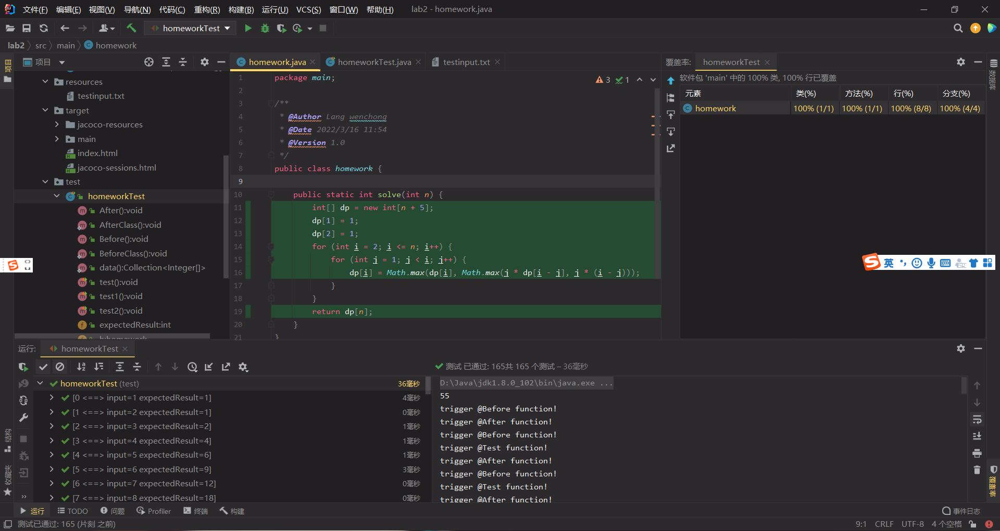 文件(F) 编辑(E) 视图(V) 导航(N) 代码(C) 重构(R) 构建(B) 运行(U) VCS(S) 窗口(W) 帮助(H) lab2 - homework.java
homeworkTest
lab2 src main homework
项目
项目
resources
testinput.txt
target
jacoco-resources
main
index.html
jacoco-sessions.html
test
homeworkTest
After():void
AfterClass():void
Before():void
BeforeClass():void
data():Collection<Integer[]>
test():void
test1():void
test2():void
expectedResult:int
homework.java homeworkTest.java testinput.txt
3 1
1 package main;
2
3 /**
4 * @Author Lang wenchong
5 * @Date 2022/3/16 11:54
6 * @Version 1.0
7 */
8 public class homework {
9
10 public static int solve(int n) {
11 int[] dp = new int[n + 5];
12 dp[1] = 1;
13 dp[2] = 1;
14 for (int i = 2; i <= n; i++) {
15 for (int j = 1; j < i; j++) {
16 dp[i] = Math.max(dp[i], Math.max(j * dp[i - j], j * (i - j)));
17 }
18 }
19 return dp[n];
20 }
21 }
覆盖率: homeworkTest
软件包 'main' 中的 100% 类, 100% 行已覆盖
元素 类(%) 方法(%) 行(%) 分支(%)
homework 100% (1/1) 100% (1/1) 100% (8/8) 100% (4/4)
数据库
英
运行: homeworkTest
测试 已通过: 165共 165 个测试 – 36毫秒
homeworkTest (test) 36毫秒
[0 <==> input=1 expectedResult=1] 4毫秒
[1 <==> input=2 expectedResult=1] 0毫秒
[2 <==> input=3 expectedResult=2] 1毫秒
[3 <==> input=4 expectedResult=4] 1毫秒
[4 <==> input=5 expectedResult=6] 1毫秒
[5 <==> input=6 expectedResult=9] 3毫秒
[6 <==> input=7 expectedResult=12] 0毫秒
[7 <==> input=8 expectedResult=18] 0毫秒
D:\Java\jdk1.8.0_102\bin\java.exe ...
55
trigger @Before function!
trigger @After function!
trigger @Before function!
trigger @Test function!
trigger @After function!
trigger @Before function!
trigger @Test function!
trigger @After function!
结构
收藏夹
覆盖率
运行 TODO 问题 Profiler 终端 构建 事件日志
测试已通过: 165 (片刻 之前) 9:1 CRLF UTF-8 4 个空格